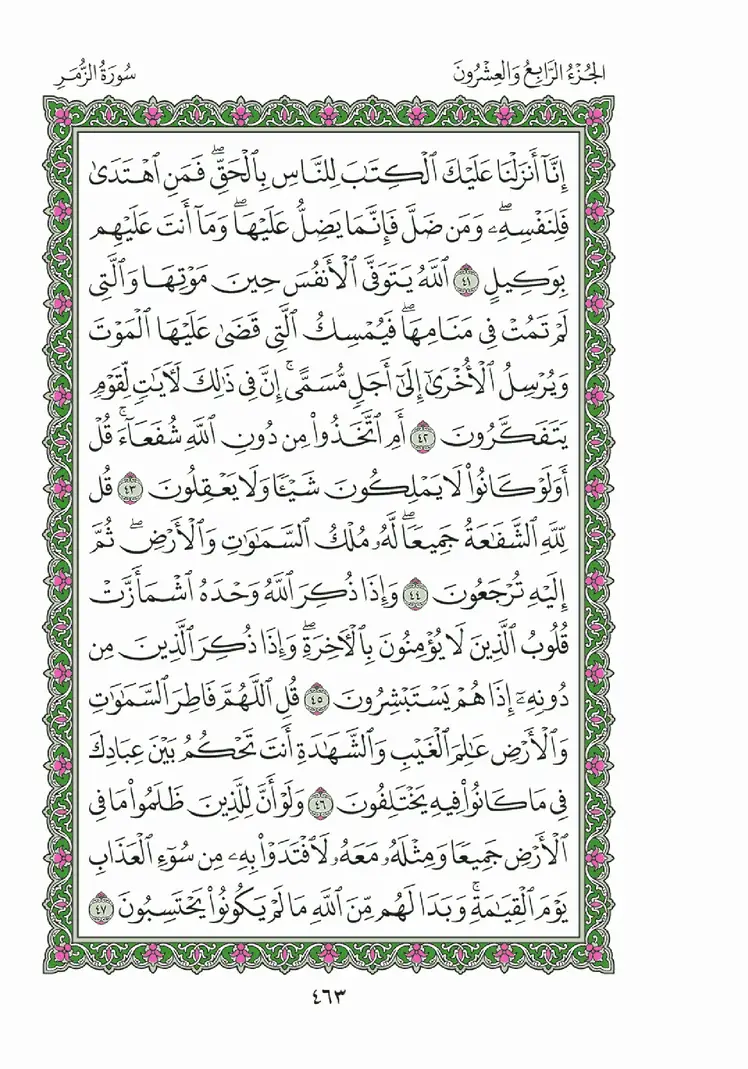 الجُزْءُ الرَّابِعُ وَالعِشْرُونَ
سُورَةُ الزُّمَرِ
إِنَّآ أَنزَلْنَا عَلَيْكَ ٱلْكِتَٰبَ لِلنَّاسِ بِٱلْحَقِّۖ فَمَنِ ٱهْتَدَىٰ
فَلِنَفْسِهِۦۖ وَمَن ضَلَّ فَإِنَّمَا يَضِلُّ عَلَيْهَاۖ وَمَآ أَنتَ عَلَيْهِم
بِوَكِيلٍ ٤١ ٱللَّهُ يَتَوَفَّى ٱلْأَنفُسَ حِينَ مَوْتِهَا وَٱلَّتِى
لَمْ تَمُتْ فِى مَنَامِهَاۖ فَيُمْسِكُ ٱلَّتِى قَضَىٰ عَلَيْهَا ٱلْمَوْتَ
وَيُرْسِلُ ٱلْأُخْرَىٰٓ إِلَىٰٓ أَجَلٍ مُّسَمًّىۚ إِنَّ فِى ذَٰلِكَ لَءَايَٰتٍ لِّقَوْمٍ
يَتَفَكَّرُونَ ٤٢ أَمِ ٱتَّخَذُوا۟ مِن دُونِ ٱللَّهِ شُفَعَآءَۚ قُلْ
أَوَلَوْ كَانُوا۟ لَا يَمْلِكُونَ شَيْـًٔا وَلَا يَعْقِلُونَ ٤٣ قُل
لِّلَّهِ ٱلشَّفَٰعَةُ جَمِيعًاۖ لَّهُۥ مُلْكُ ٱلسَّمَٰوَٰتِ وَٱلْأَرْضِۖ ثُمَّ
إِلَيْهِ تُرْجَعُونَ ٤٤ وَإِذَا ذُكِرَ ٱللَّهُ وَحْدَهُ ٱشْمَأَزَّتْ
قُلُوبُ ٱلَّذِينَ لَا يُؤْمِنُونَ بِٱلْءَاخِرَةِۖ وَإِذَا ذُكِرَ ٱلَّذِينَ مِن
دُونِهِۦٓ إِذَا هُمْ يَسْتَبْشِرُونَ ٤٥ قُلِ ٱللَّهُمَّ فَاطِرَ ٱلسَّمَٰوَٰتِ
وَٱلْأَرْضِ عَٰلِمَ ٱلْغَيْبِ وَٱلشَّهَٰدَةِ أَنتَ تَحْكُمُ بَيْنَ عِبَادِكَ
فِى مَا كَانُوا۟ فِيهِ يَخْتَلِفُونَ ٤٦ وَلَوْ أَنَّ لِلَّذِينَ ظَلَمُوا۟ مَا فِى
ٱلْأَرْضِ جَمِيعًا وَمِثْلَهُۥ مَعَهُۥ لَٱفْتَدَوْا۟ بِهِۦ مِن سُوٓءِ ٱلْعَذَابِ
يَوْمَ ٱلْقِيَٰمَةِۚ وَبَدَا لَهُم مِّنَ ٱللَّهِ مَا لَمْ يَكُونُوا۟ يَحْتَسِبُونَ ٤٧
٤٦٣